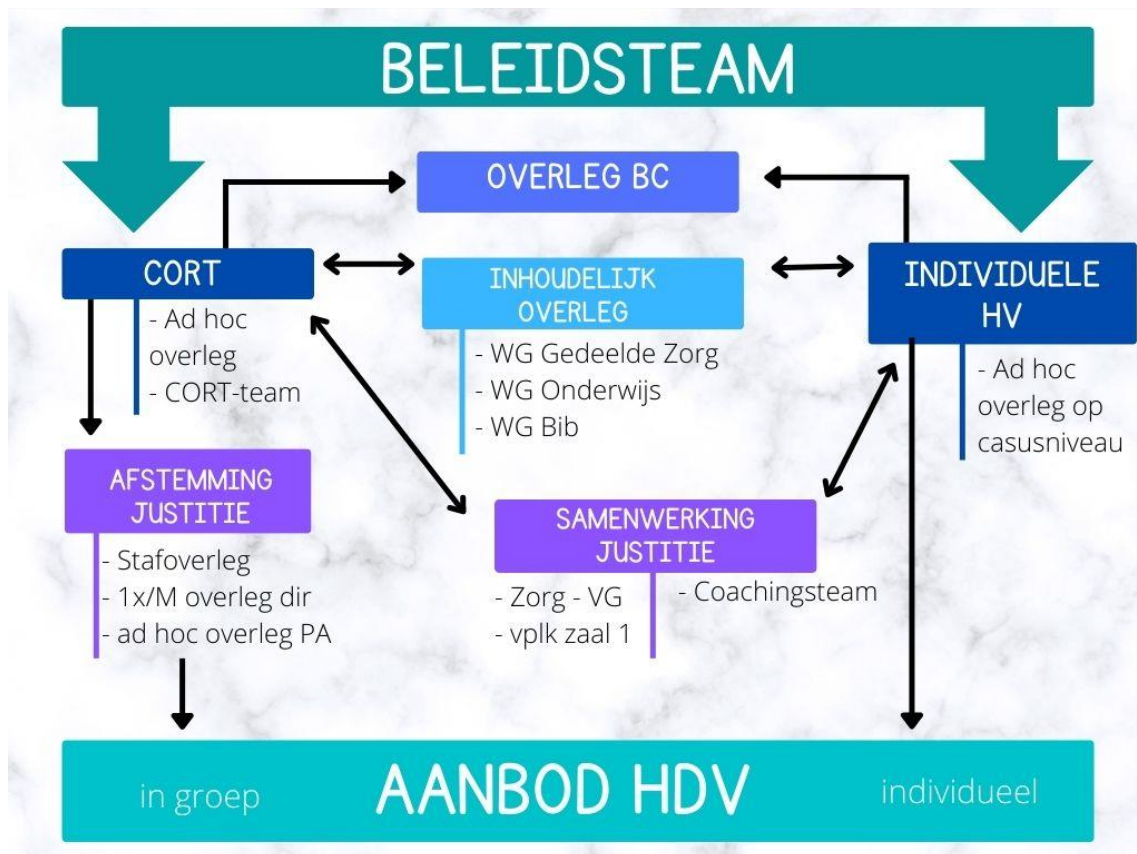 BELEIDSTEAM
OVERLEG BC
CORT
- Ad hoc
overleg
- CORT-team
INHOUDELIJK
OVERLEG
- WG Gedeelde Zorg
- WG Onderwijs
- WG Bib
INDIVIDUELE
HV
- Ad hoc
overleg op
casusniveau
AFSTEMMING
JUSTITIE
- Stafoverleg
- 1x/M overleg dir
- ad hoc overleg PA
SAMENWERKING
JUSTITIE
- Zorg - VG
- vplk zaal 1
- Coachingsteam
in groep
AANBOD HDV
individueel